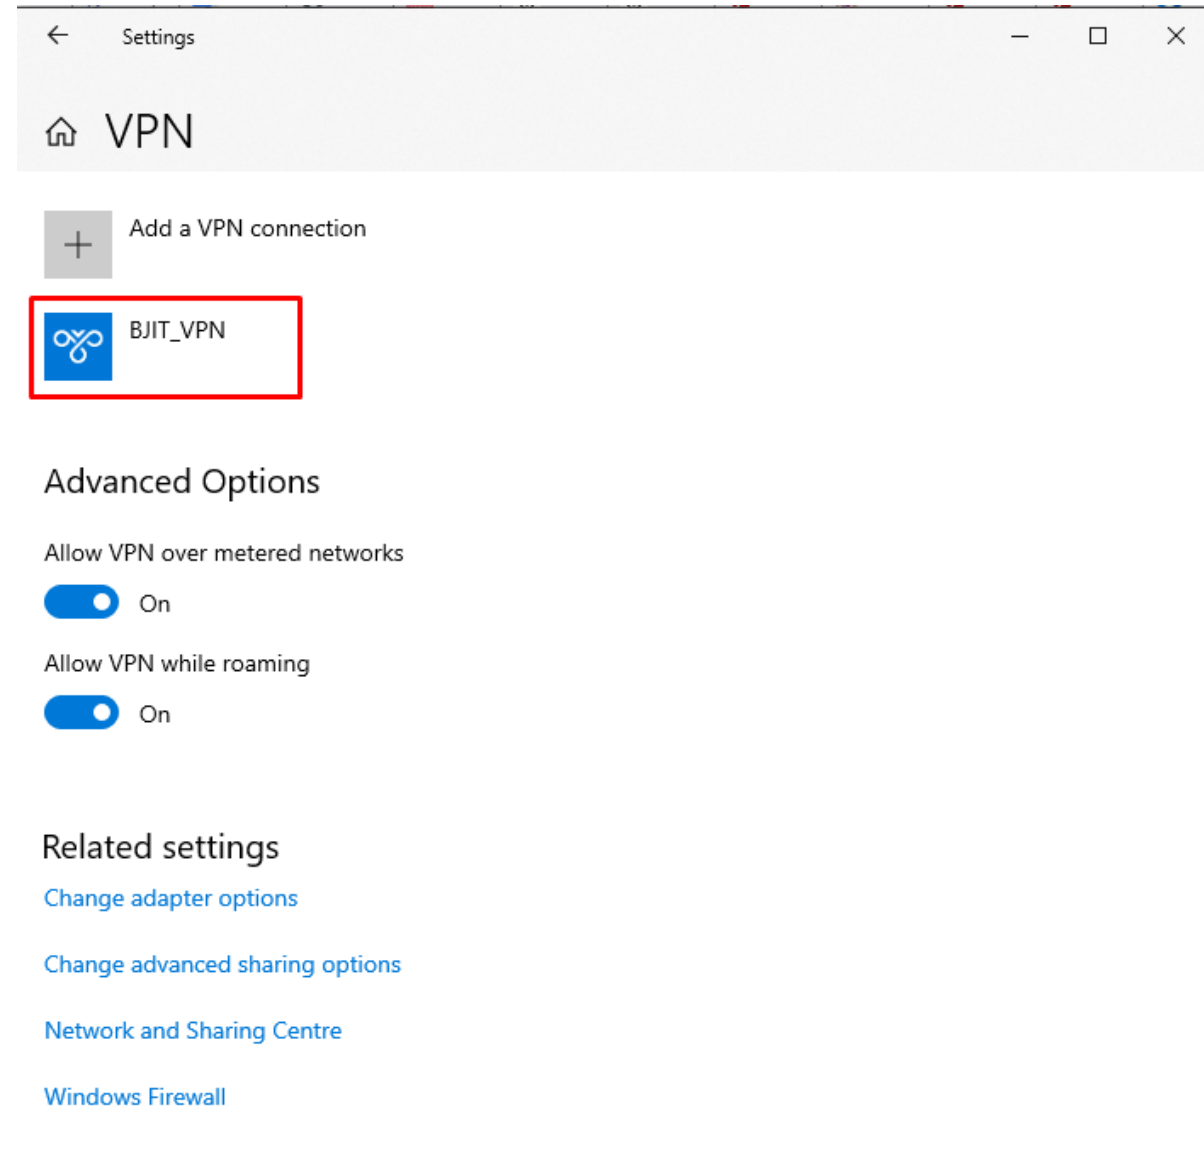 Settings
VPN
Add a VPN connection
BJIT_VPN
Advanced Options
Allow VPN over metered networks
On
Allow VPN while roaming
On
Related settings
Change adapter options
Change advanced sharing options
Network and Sharing Centre
Windows Firewall